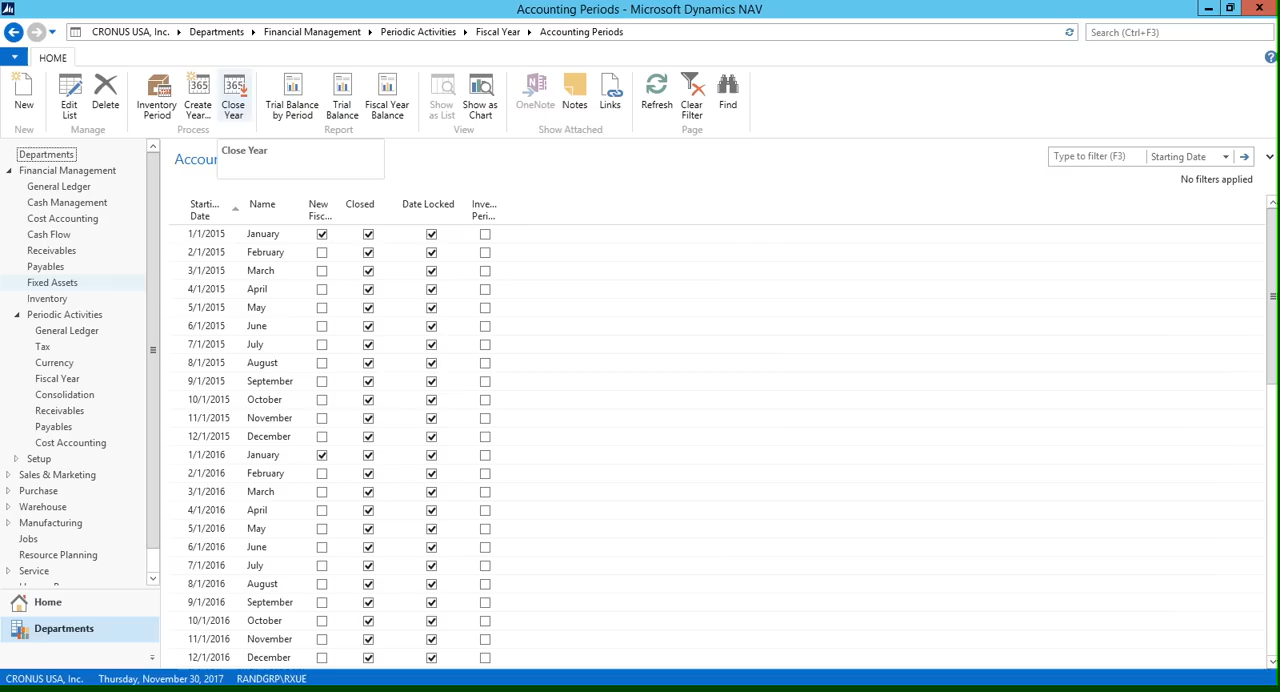 Accounting Periods - Microsoft Dynamics NAV
CRONUS USA, Inc. Departments Financial Management Periodic Activities Fiscal Year Accounting Periods Search (Ctrl+F3)
HOME
New Edit List Delete Inventory Period Create Year... Close Year Trial Balance by Period Trial Balance Fiscal Year Balance Show as List Show as Chart OneNote Notes Links Refresh Clear Filter Find
New Manage Process Report View Show Attached Page
Close Year
Type to filter (F3) Starting Date
No filters applied
Departments
Financial Management
General Ledger
Cash Management
Cost Accounting
Cash Flow
Receivables
Payables
Fixed Assets
Inventory
Periodic Activities
General Ledger
Tax
Currency
Fiscal Year
Consolidation
Receivables
Payables
Cost Accounting
Setup
Sales & Marketing
Purchase
Warehouse
Manufacturing
Jobs
Resource Planning
Service
Home
Departments
Accour
Starti... Date Name New Fisc... Closed Date Locked Inve... Peri...
1/1/2015 January
2/1/2015 February
3/1/2015 March
4/1/2015 April
5/1/2015 May
6/1/2015 June
7/1/2015 July
8/1/2015 August
9/1/2015 September
10/1/2015 October
11/1/2015 November
12/1/2015 December
1/1/2016 January
2/1/2016 February
3/1/2016 March
4/1/2016 April
5/1/2016 May
6/1/2016 June
7/1/2016 July
8/1/2016 August
9/1/2016 September
10/1/2016 October
11/1/2016 November
12/1/2016 December
CRONUS USA, Inc. Thursday, November 30, 2017 RANDGRP\RXUE